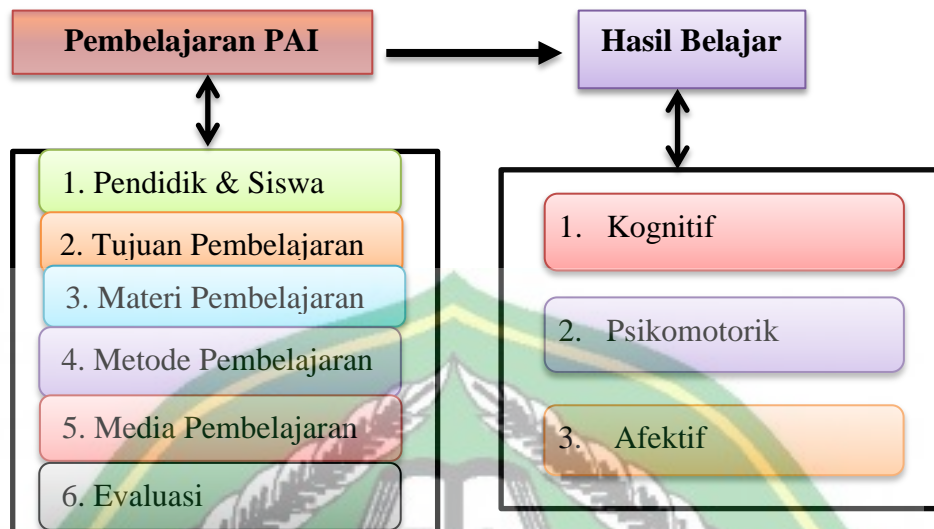 Pembelajaran PAI
Hasil Belajar
1. Pendidik & Siswa
2. Tujuan Pembelajaran
3. Materi Pembelajaran
4. Metode Pembelajaran
5. Media Pembelajaran
6. Evaluasi
1. Kognitif
2. Psikomotorik
3. Afektif